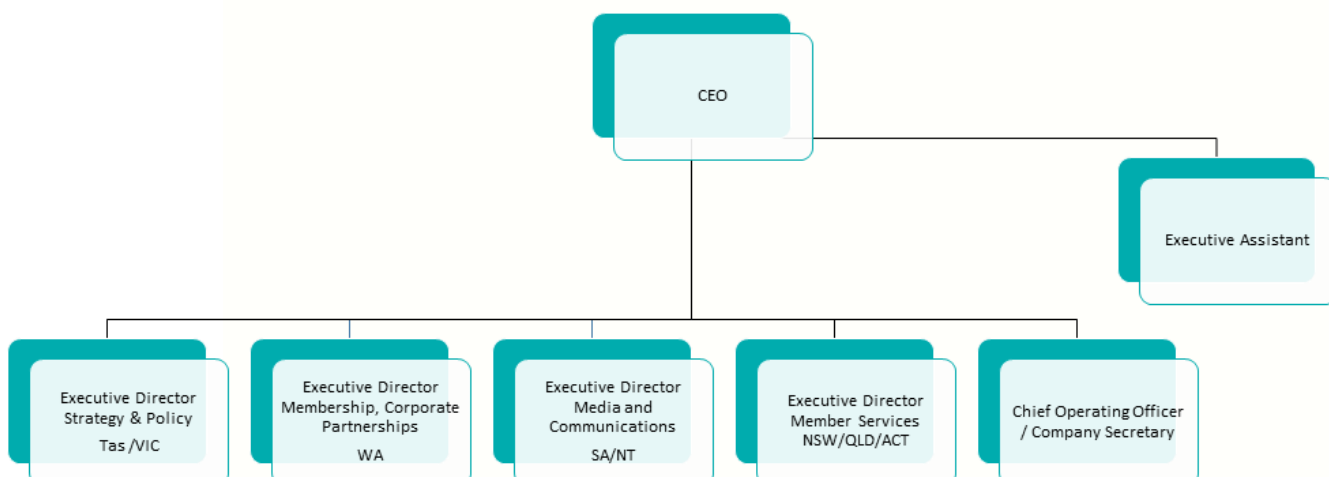 CEO
Executive Assistant
Executive Director
Strategy & Policy
Tas /VIC
Executive Director
Membership, Corporate
Partnerships
WA
Executive Director
Media and
Communications
SA/NT
Executive Director
Member Services
NSW/QLD/ACT
Chief Operating Officer
/ Company Secretary